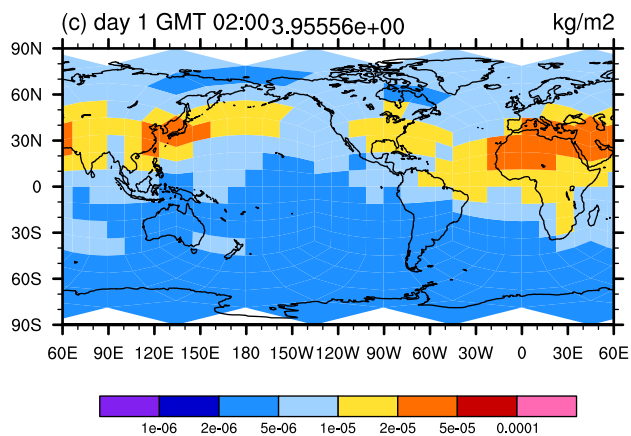 (c) day 1 GMT 02:00 3.95556e+00 kg/m2
90N
60N
30N
0
30S
60S
90S
60E 90E 120E 150E 180 150W 120W 90W 60W 30W 0 30E 60E
1e-06 2e-06 5e-06 1e-05 2e-05 5e-05 0.0001